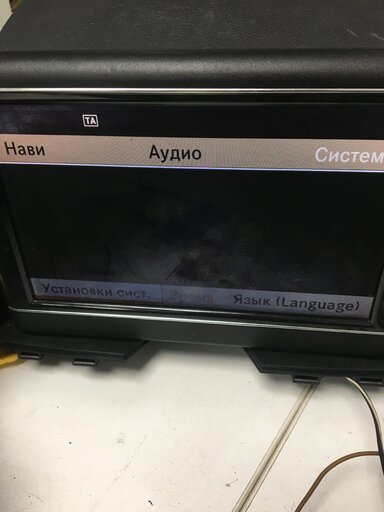 TA
Нави Аудио Систем
Установки сист. Время Язык (Language)